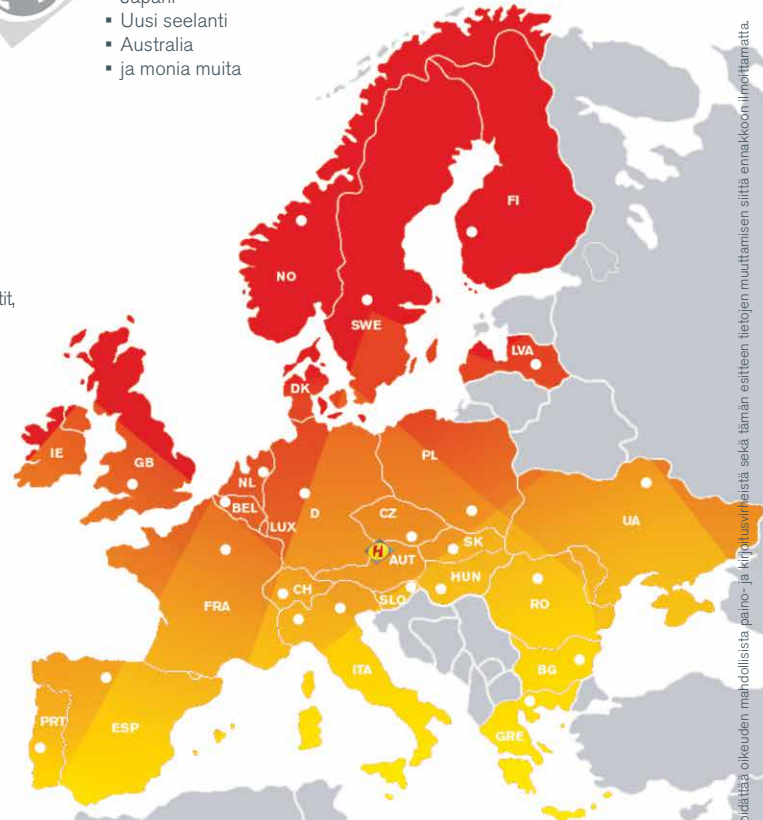 ▪ Uusi seelanti
▪ Australia
▪ ja monia muita
tit,
FI
NO
SWE
LVA
DK
IE
GB
PL
NL
BEL
D
LUX
CZ
UA
SK
H
AUT
HUN
CH
SLO
RO
FRA
ITA
BG
PRT
ESP
GRE
pidättää oikeuden mahdollisista paino- ja kirjoitusvirheistä sekä tämän esitteen tietojen muuttamisen siitä ennakkoon ilmoittamatta.